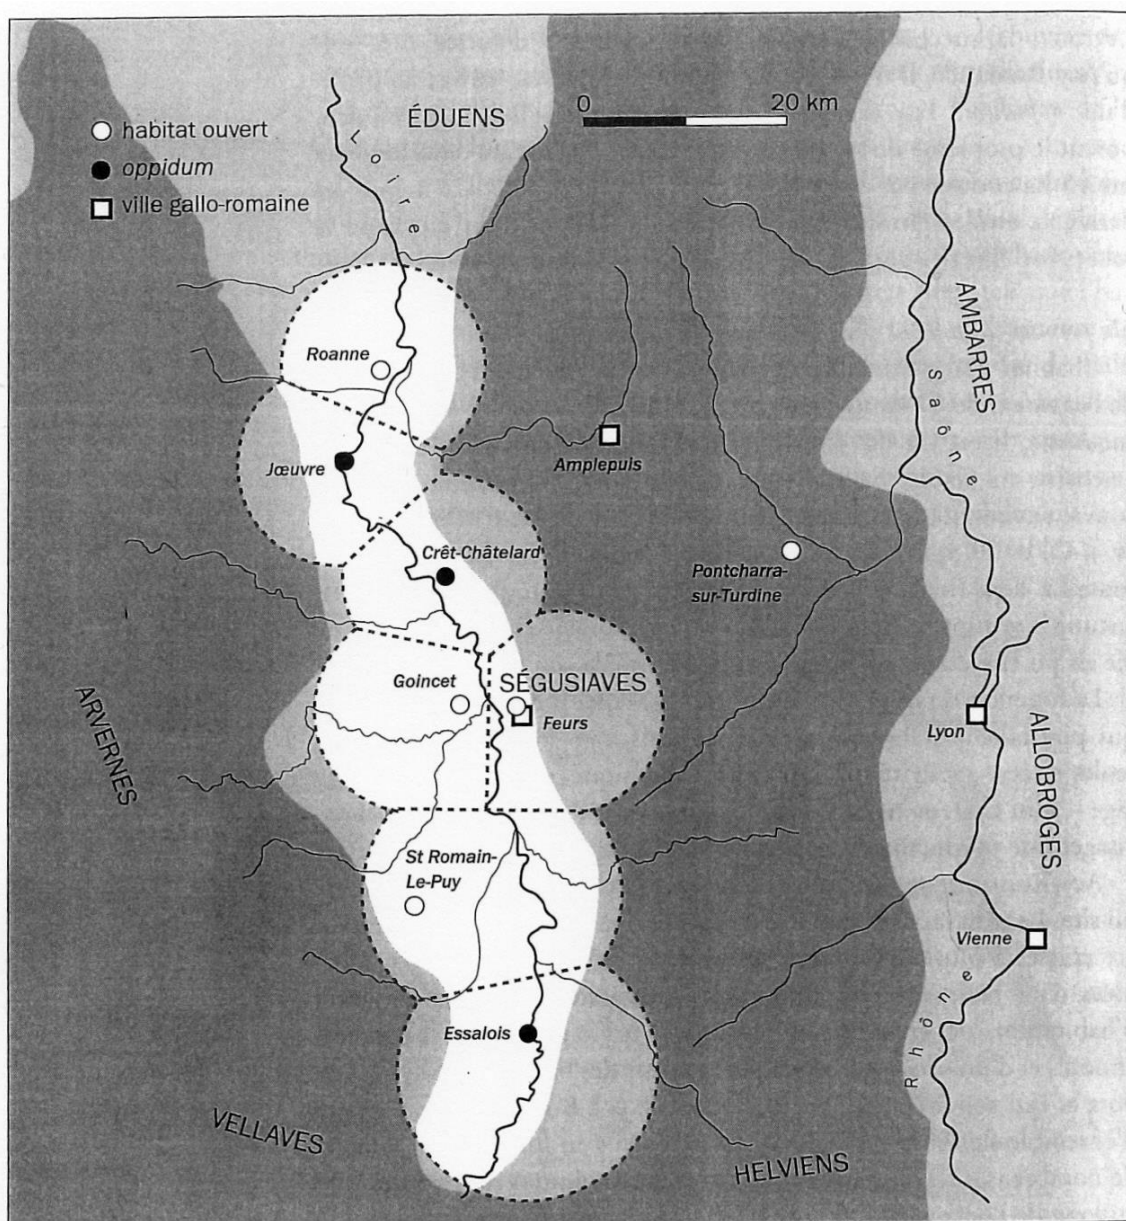 habitat ouvert
oppidum
ville gallo-romaine
0 20 km
ÉDUENS
Loire
Roanne
AMBARRES
Saône
Jœuvre
Amplepuis
Crêt-Châtelard
Pontcharra-
sur-Turdine
Goincet
SÉGUSIAVES
Feurs
ARVERNES
Lyon
ALLOBROGES
St Romain-
Le-Puy
Vienne
Essalois
Rhône
VELLAVES
HELVIENS